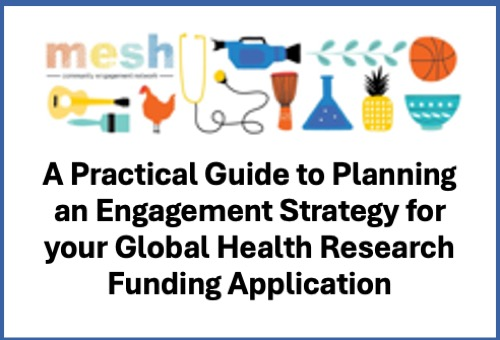 mesh
community engagement network
A Practical Guide to Planning
an Engagement Strategy for
your Global Health Research
Funding Application